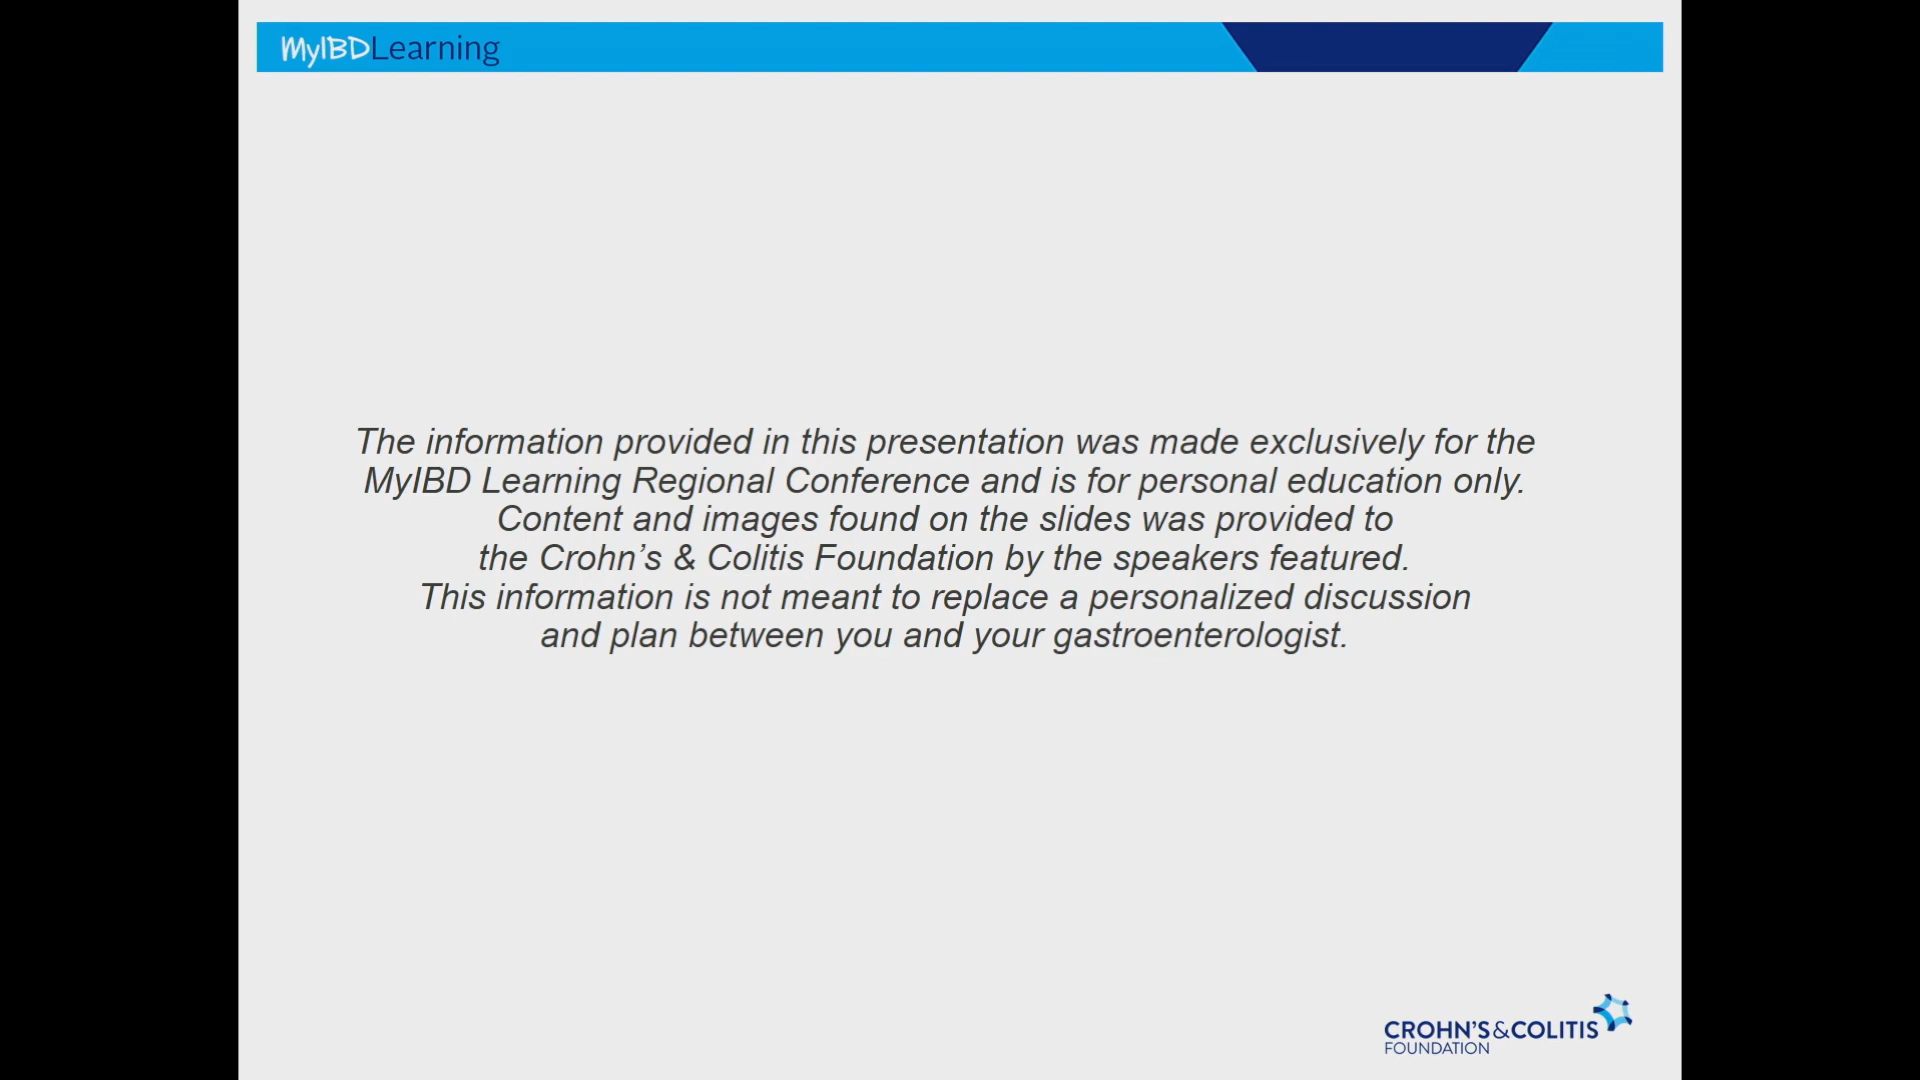 MyIBDLearning
The information provided in this presentation was made exclusively for the
MyIBD Learning Regional Conference and is for personal education only.
Content and images found on the slides was provided to
the Crohn’s & Colitis Foundation by the speakers featured.
This information is not meant to replace a personalized discussion
and plan between you and your gastroenterologist.
CROHN’S&COLITIS
FOUNDATION